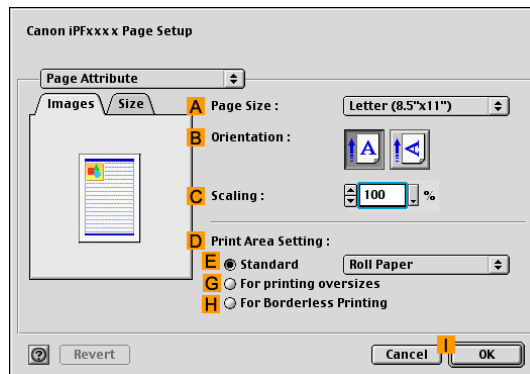 Canon iPFxxxx Page Setup
Page Attribute
Images Size
A Page Size : Letter (8.5"x11")
B Orientation : A A
C Scaling : 100 %
D Print Area Setting :
E Standard Roll Paper
G For printing oversizes
H For Borderless Printing
I
? Revert Cancel OK